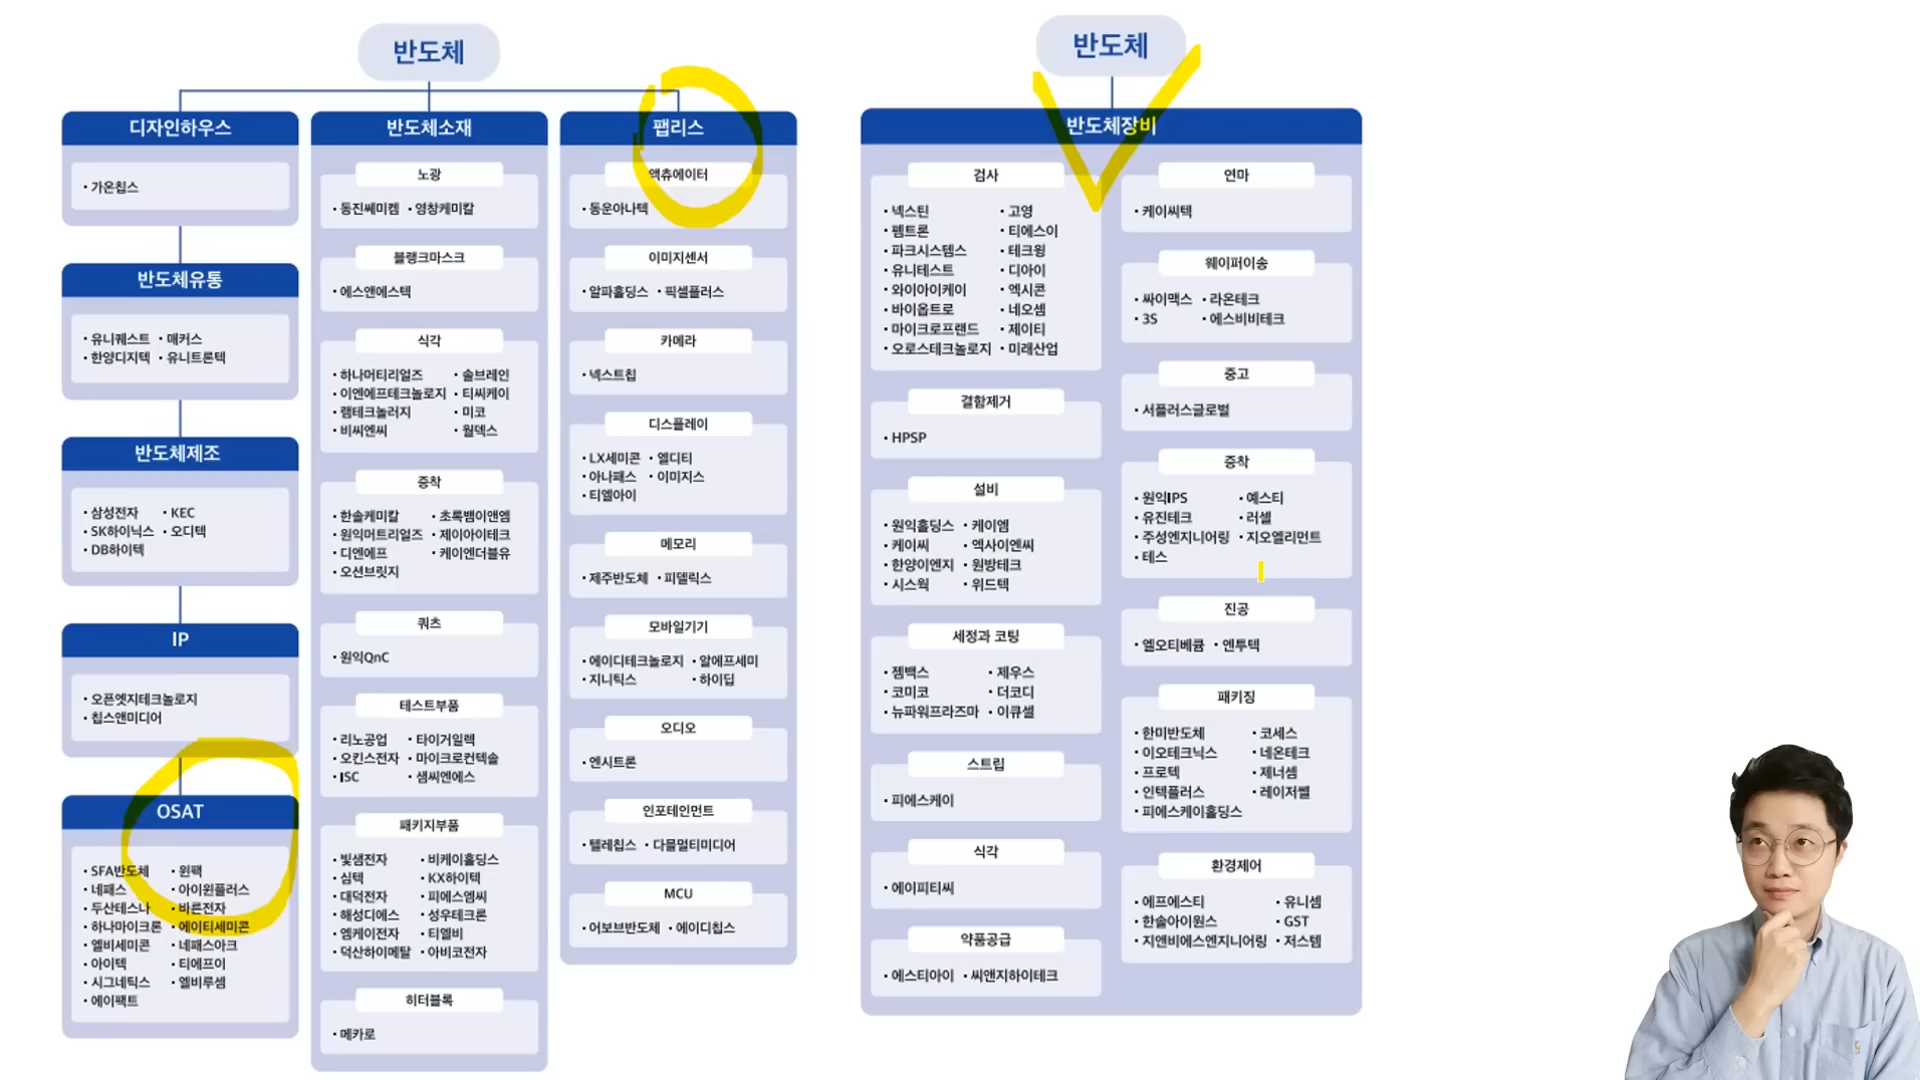 반도체
디자인하우스
· 가온칩스
반도체유통
· 유니퀘스트 · 매커스
· 한양디지텍 · 유니트론텍
반도체제조
· 삼성전자 · KEC
· SK하이닉스 · 오디텍
· DB하이텍
IP
· 오픈엣지테크놀로지
· 칩스앤미디어
OSAT
· SFA반도체 · 윈팩
· 네패스 · 아이윈플러스
· 두산테스나 · 바른전자
· 하나마이크론 · 에이티세미콘
· 엘비세미콘 · 네패스아크
· 아이텍 · 티에프이
· 시그네틱스 · 엘비루셈
· 에이팩트
반도체소재
노광
· 동진쎄미켐 · 영창케미칼
블랭크마스크
· 에스앤에스텍
식각
· 하나머티리얼즈 · 솔브레인
· 이엔에프테크놀로지 · 티씨케이
· 램테크놀러지 · 미코
· 비씨엔씨 · 월덱스
증착
· 한솔케미칼 · 초록뱀이앤엠
· 원익머트리얼즈 · 제이아이테크
· 디엔에프 · 케이엔더블유
· 오션브릿지
쿼츠
· 원익QnC
테스트부품
· 리노공업 · 타이거일렉
· 오킨스전자 · 마이크로컨텍솔
· ISC · 샘씨엔에스
패키지부품
· 빛샘전자 · 비케이홀딩스
· 심텍 · KX하이텍
· 대덕전자 · 피에스엠씨
· 해성디에스 · 성우테크론
· 엠케이전자 · 티엘비
· 덕산하이메탈 · 아비코전자
히터블록
· 메카로
팹리스
액츄에이터
· 동운아나텍
이미지센서
· 알파홀딩스 · 픽셀플러스
카메라
· 넥스트칩
디스플레이
· LX세미콘 · 엘디티
· 아나패스 · 이미지스
· 티엘아이
메모리
· 제주반도체 · 피델릭스
모바일기기
· 에이디테크놀로지 · 알에프세미
· 지니틱스 · 하이딥
오디오
· 엔시트론
인포테인먼트
· 텔레칩스 · 다믈멀티미디어
MCU
· 어보브반도체 · 에이디칩스
반도체
반도체장비
검사
· 넥스틴 · 고영
· 펨트론 · 티에스이
· 파크시스템스 · 테크윙
· 유니테스트 · 디아이
· 와이아이케이 · 엑시콘
· 바이옵트로 · 네오셈
· 마이크로프랜드 · 제이티
· 오로스테크놀로지 · 미래산업
결함제거
· HPSP
설비
· 원익홀딩스 · 케이엠
· 케이씨 · 엑사이엔씨
· 한양이엔지 · 원방테크
· 시스웍 · 위드텍
세정과 코팅
· 젬백스 · 제우스
· 코미코 · 더코디
· 뉴파워프라즈마 · 이큐셀
스트립
· 피에스케이
식각
· 에이피티씨
약품공급
· 에스티아이 · 씨앤지하이테크
연마
· 케이씨텍
웨이퍼이송
· 싸이맥스 · 라온테크
· 3S · 에스비비테크
중고
· 서플러스글로벌
증착
· 원익IPS · 예스티
· 유진테크 · 러셀
· 주성엔지니어링 · 지오엘리먼트
· 테스
진공
· 엘오티베큠 · 엔투텍
패키징
· 한미반도체 · 코세스
· 이오테크닉스 · 네온테크
· 프로텍 · 제너셈
· 인텍플러스 · 레이저쎌
· 피에스케이홀딩스
환경제어
· 에프에스티 · 유니셈
· 한솔아이원스 · GST
· 지앤비에스엔지니어링 · 저스템